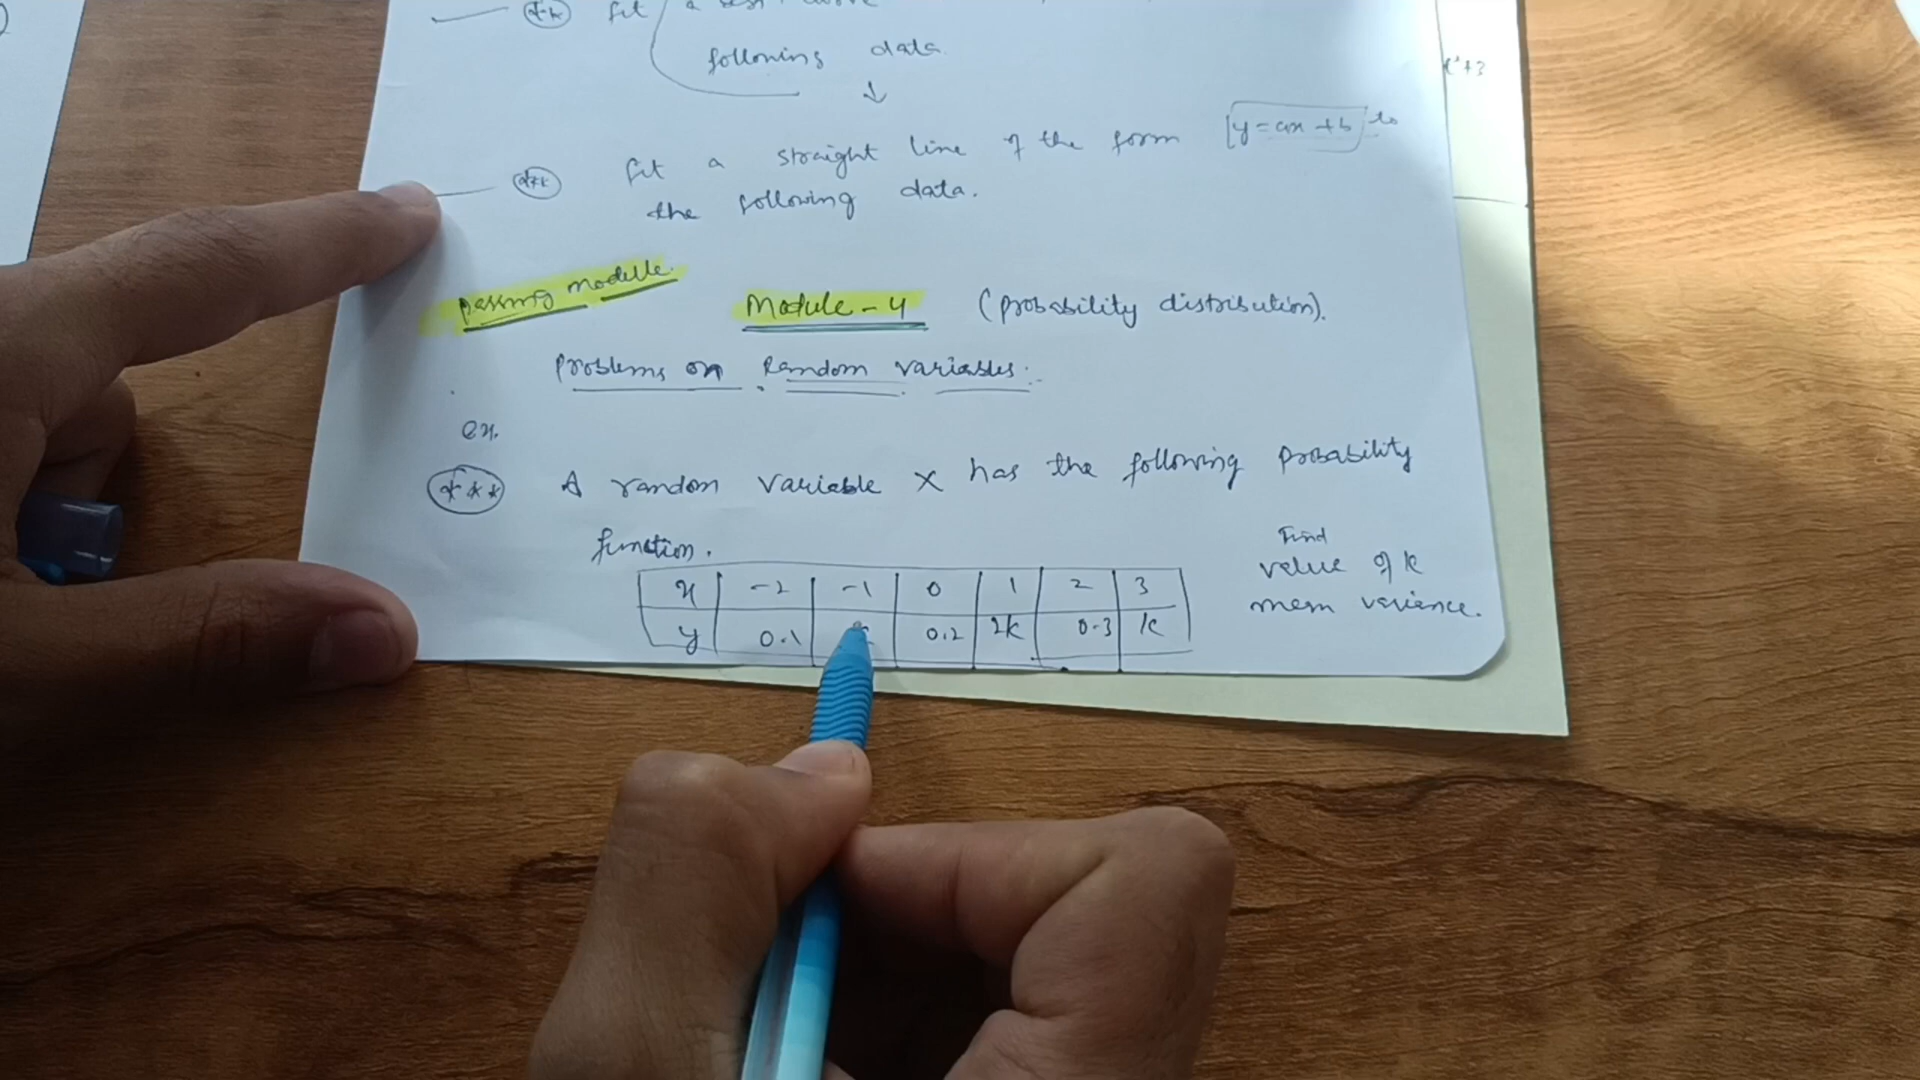 fit a
following data.
↓
*** fit a straight line of the form y = ax + b to
the following data.
passing module.
Module - 4 (probability distribution).
Problems on Random variables.
ex.
*** A random variable X has the following probability
function.
x -2 -1 0 1 2 3
y 0.1 0.2 2k 0.3 k
Find
value of k
mean varience.